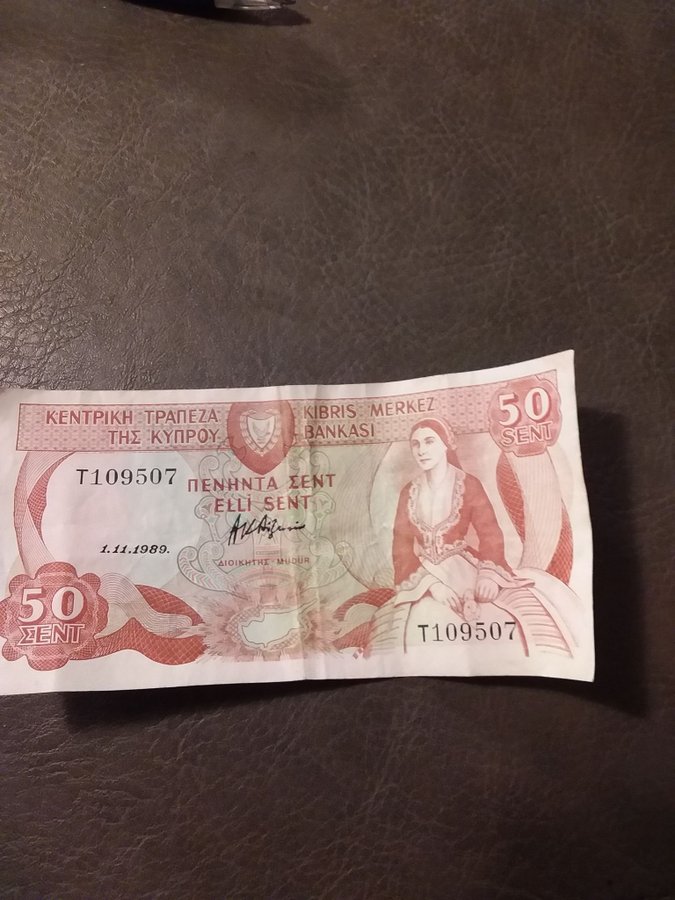 ΚΕΝΤΡΙΚΗ ΤΡΑΠΕΖΑ
ΤΗΣ ΚΥΠΡΟΥ
KIBRIS MERKEZ
BANKASI
50
SENT
T109507
ΠΕΝΗΝΤΑ ΣΕΝΤ
ELLI SENT
1.11.1989.
ΔΙΟΙΚΗΤΗΣ - MÜDÜR
50
ΣΕΝΤ
T109507